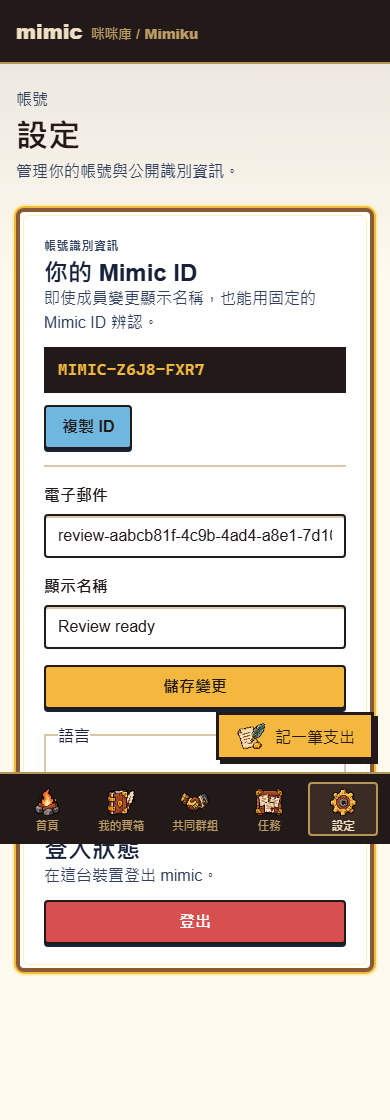 mimic 咪咪庫 / Mimiku
帳號
設定
管理你的帳號與公開識別資訊。
帳號識別資訊
你的 Mimic ID
即使成員變更顯示名稱，也能用固定的
Mimic ID 辨認。
MIMIC-Z6J8-FXR7
複製 ID
電子郵件
review-aabcb81f-4c9b-4ad4-a8e1-7d1
顯示名稱
Review ready
儲存變更
語言
記一筆支出
首頁
我的寶箱
共同群組
任務
設定
登入狀態
在這台裝置登出 mimic。
登出